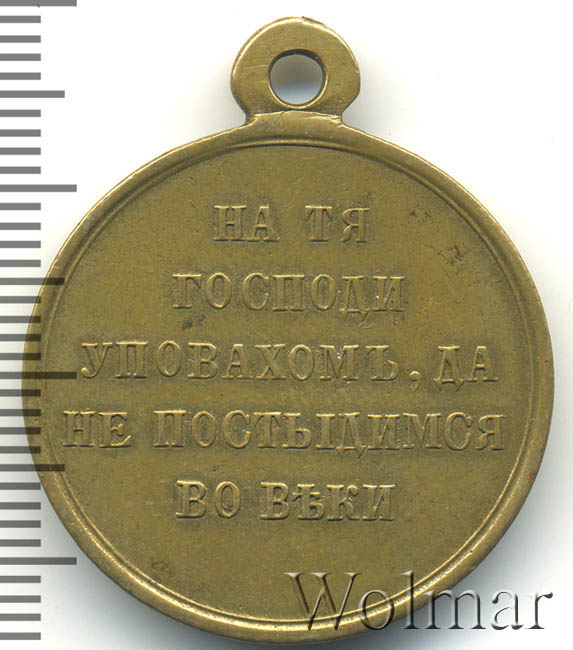 НА ТЯ
ГОСПОДИ
УПОВАХОМЪ, ДА
НЕ ПОСТЫДИМСЯ
ВО ВѢКИ
Wolmar